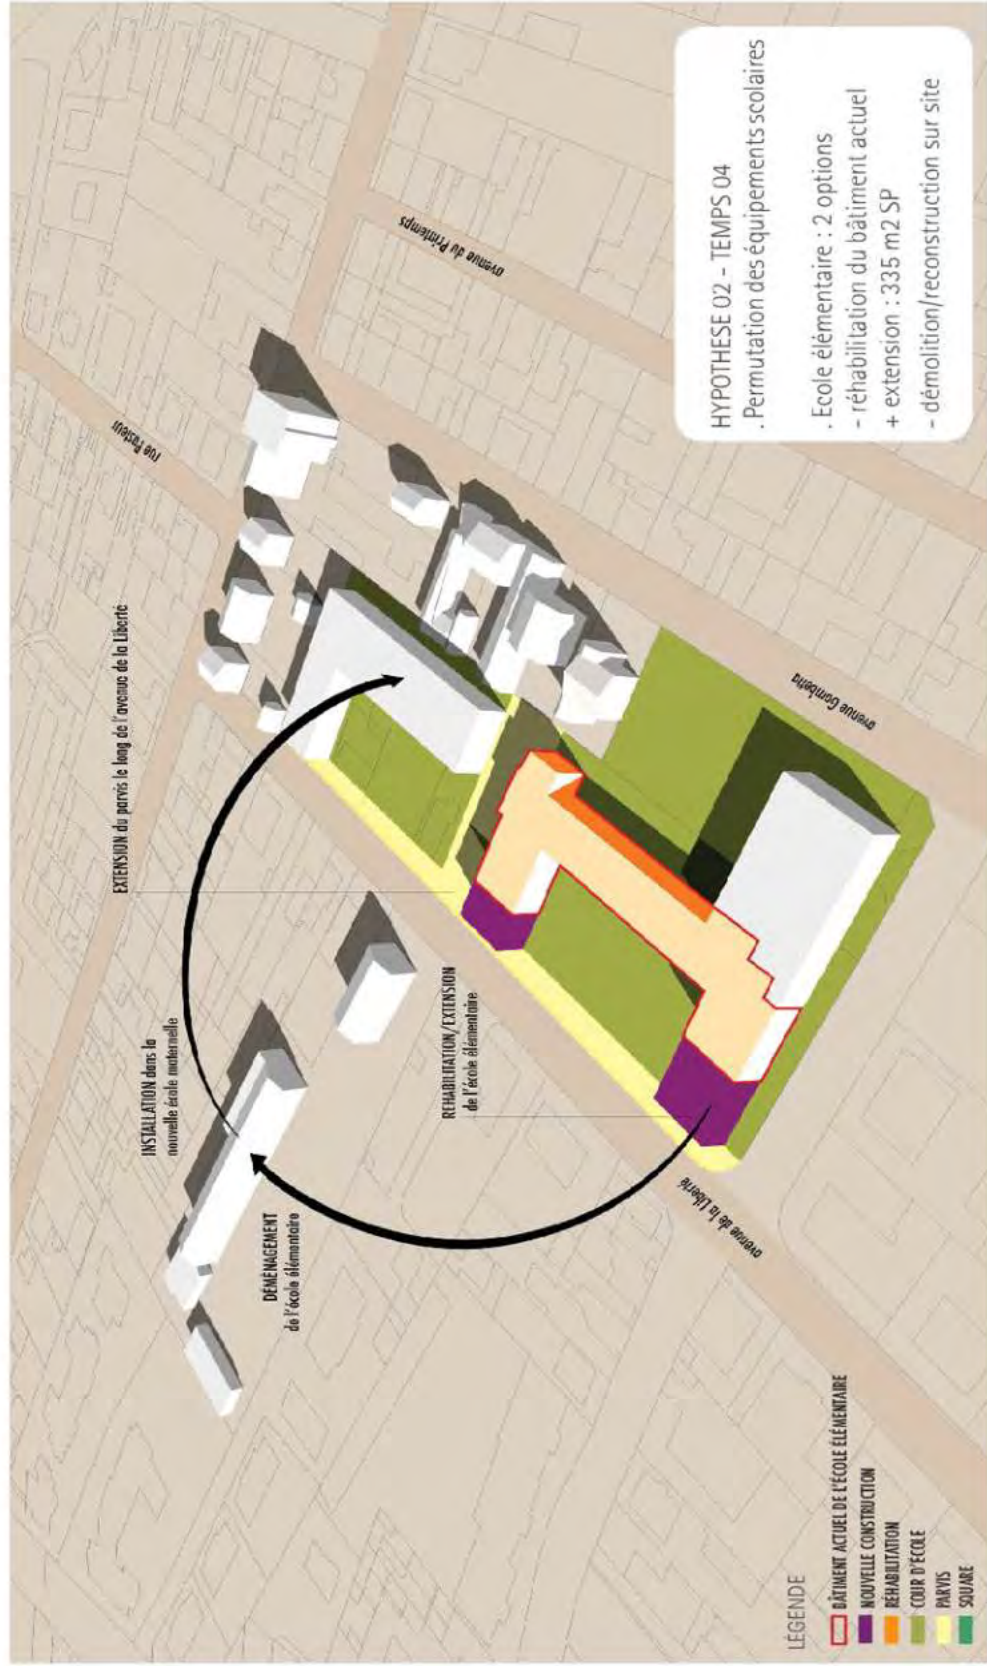 HYPOTHESE 02 - TEMPS 04
. Permutation des équipements scolaires
. Ecole élémentaire : 2 options
- réhabilitation du bâtiment actuel
+ extension : 335 m2 SP
- démolition/reconstruction sur site
rue Pasteur
avenue du Printemps
EXTENSION du parvis le long de l'avenue de la Liberté
INSTALLATION dans la
nouvelle école maternelle
DEMÉNAGEMENT
de l'école élémentaire
REHABILITATION/EXTENSION
de l'école élémentaire
avenue Gambetta
avenue de la Liberté
LÉGENDE
BÂTIMENT ACTUEL DE L'ÉCOLE ÉLÉMENTAIRE
NOUVELLE CONSTRUCTION
RÉHABILITATION
COUR D'ECOLE
PARVIS
SQUARE